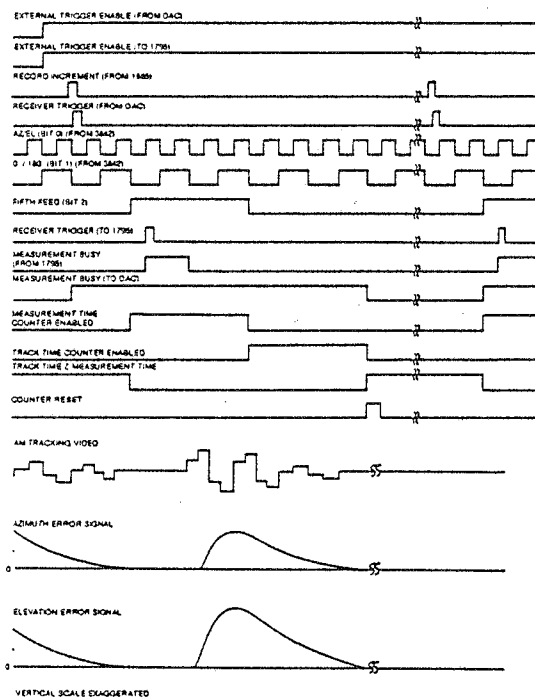 EXTERNAL TRIGGER ENABLE (FROM DAC)
EXTERNAL TRIGGER ENABLE (TO 1795)
RECORD INCREMENT (FROM 1885)
RECEIVER TRIGGER (FROM DAC)
AZ/EL (BIT 0) (FROM 3842)
0 / 180 (BIT 1) (FROM 3842)
FIFTH FEED (BIT 2)
RECEIVER TRIGGER (TO 1795)
MEASUREMENT BUSY
(FROM 1795)
MEASUREMENT BUSY (TO DAC)
MEASUREMENT TIME
COUNTER ENABLED
TRACK TIME COUNTER ENABLED
TRACK TIME Z MEASUREMENT TIME
COUNTER RESET
AM TRACKING VIDEO
AZIMUTH ERROR SIGNAL
0
ELEVATION ERROR SIGNAL
0
VERTICAL SCALE EXAGGERATED